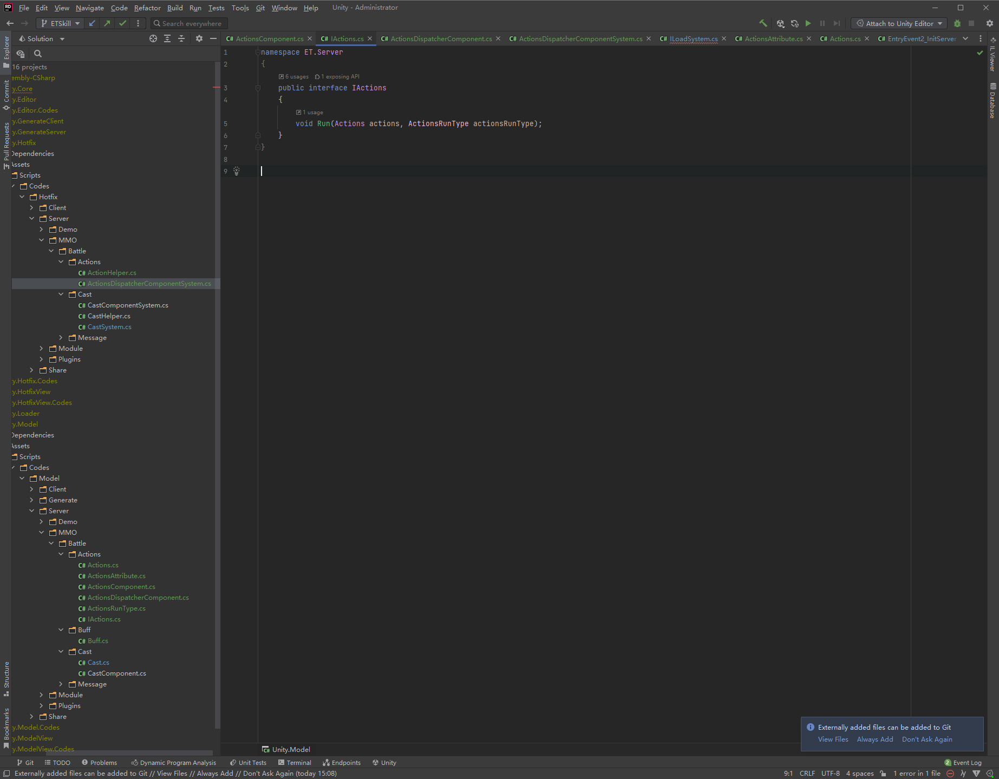 RD File Edit View Navigate Code Refactor Build Run Tests Tools Git Window Help Unity - Administrator
ETSkill Search everywhere Attach to Unity Editor
Solution
ActionsComponent.cs IActions.cs ActionsDispatcherComponent.cs ActionsDispatcherComponentSystem.cs ILoadSystem.cs ActionsAttribute.cs Actions.cs EntryEvent2_InitServer
Explorer
Commit
Pull Requests
Structure
Bookmarks
16 projects
embly-CSharp
y.Core
y.Editor
y.Editor.Codes
y.GenerateClient
y.GenerateServer
y.Hotfix
Dependencies
Assets
Scripts
Codes
Hotfix
Client
Server
Demo
MMO
Battle
Actions
C# ActionHelper.cs
C# ActionsDispatcherComponentSystem.cs
Cast
C# CastComponentSystem.cs
C# CastHelper.cs
C# CastSystem.cs
Message
Module
Plugins
Share
y.Hotfix.Codes
y.HotfixView
y.HotfixView.Codes
y.Loader
y.Model
Dependencies
Assets
Scripts
Codes
Model
Client
Generate
Server
Demo
MMO
Battle
Actions
C# Actions.cs
C# ActionsAttribute.cs
C# ActionsComponent.cs
C# ActionsDispatcherComponent.cs
C# ActionsRunType.cs
C# IActions.cs
Buff
C# Buff.cs
Cast
C# Cast.cs
C# CastComponent.cs
Message
Module
Plugins
Share
y.Model.Codes
y.ModelView
y.ModelView.Codes
1 namespace ET.Server
2 {
6 usages 1 exposing API
3 public interface IActions
4 {
1 usage
5 void Run(Actions actions, ActionsRunType actionsRunType);
6 }
7 }
8
9
IL Viewer
Database
Externally added files can be added to Git
View Files Always Add Don't Ask Again
Unity.Model
Git TODO Problems Dynamic Program Analysis Unit Tests Terminal Endpoints Unity 2 Event Log
Externally added files can be added to Git // View Files // Always Add // Don't Ask Again (today 15:08) 9:1 CRLF UTF-8 4 spaces 1 error in 1 file